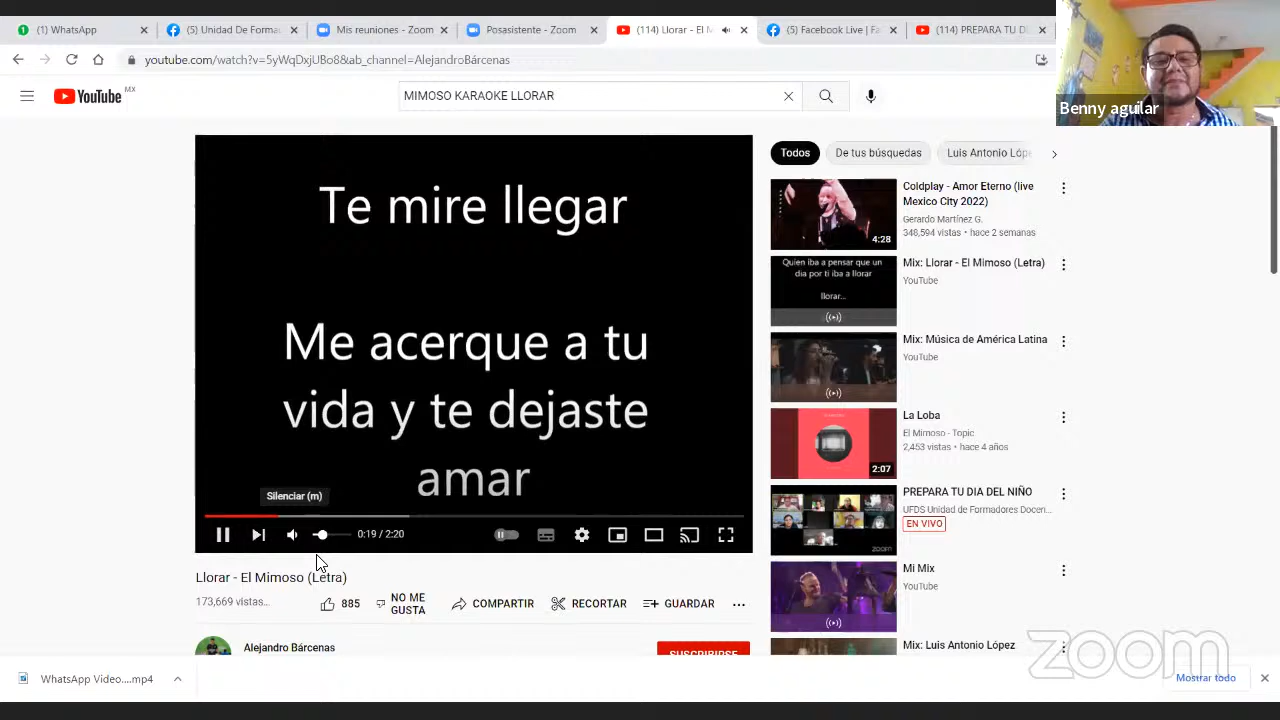 (1) WhatsApp
(5) Unidad De Forma
Mis reuniones - Zoom
Posasistente - Zoom
(114) Llorar - El M
(5) Facebook Live | Fa
(114) PREPARA TU D
youtube.com/watch?v=5yWqDxjUBo8&ab_channel=AlejandroBárcenas
YouTube MX
MIMOSO KARAOKE LLORAR
Benny aguilar
Te mire llegar
Me acerque a tu
vida y te dejaste
amar
Silenciar (m)
0:19 / 2:20
Llorar - El Mimoso (Letra)
173,669 vistas...
885
NO ME
GUSTA
COMPARTIR
RECORTAR
GUARDAR
Alejandro Bárcenas
SUSCRIBIRSE
Todos
De tus búsquedas
Luis Antonio Lópe
Coldplay - Amor Eterno (live
Mexico City 2022)
Gerardo Martínez G.
348,594 vistas • hace 2 semanas
4:28
Quien iba a pensar que un
dia por ti iba a llorar
llorar...
Mix: Llorar - El Mimoso (Letra)
YouTube
Mix: Música de América Latina
YouTube
La Loba
El Mimoso - Topic
2,453 vistas • hace 4 años
2:07
PREPARA TU DIA DEL NIÑO
UFDS Unidad de Formadores Docen...
EN VIVO
zoom
Mi Mix
YouTube
Mix: Luis Antonio López
zoom
WhatsApp Video....mp4
Mostrar todo